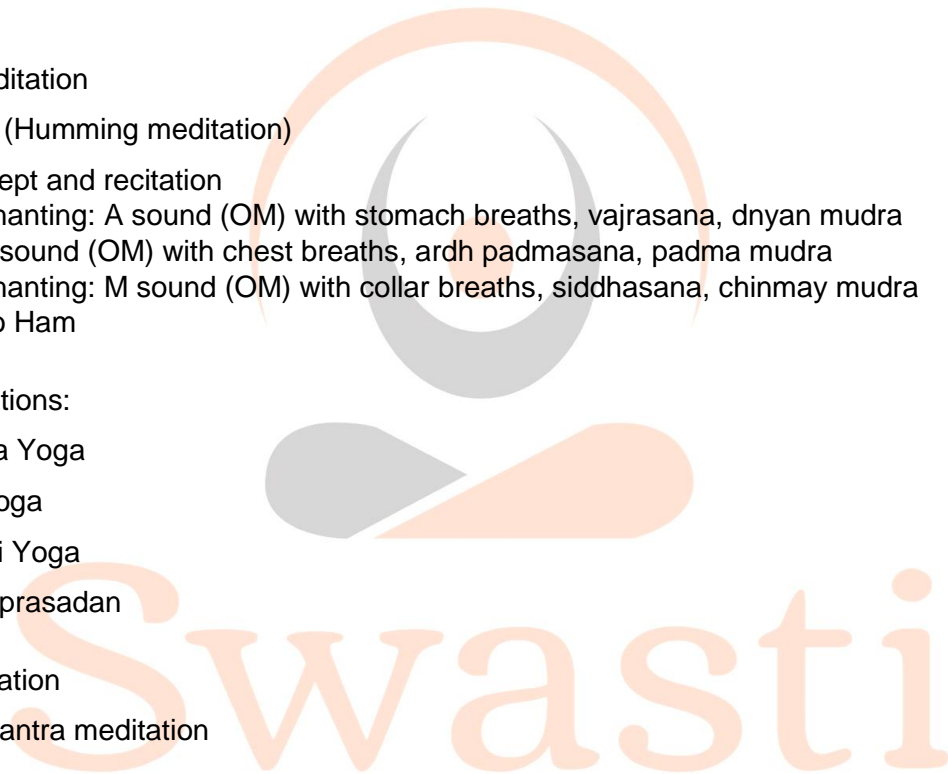 ditation
(Humming meditation)
ept and recitation
nanting: A sound (OM) with stomach breaths, vajrasana, dnyan mudra
sound (OM) with chest breaths, ardh padmasana, padma mudra
nanting: M sound (OM) with collar breaths, siddhasana, chinmay mudra
o Ham
tions:
a Yoga
oga
i Yoga
prasadan
ation
antra meditation
Swasti